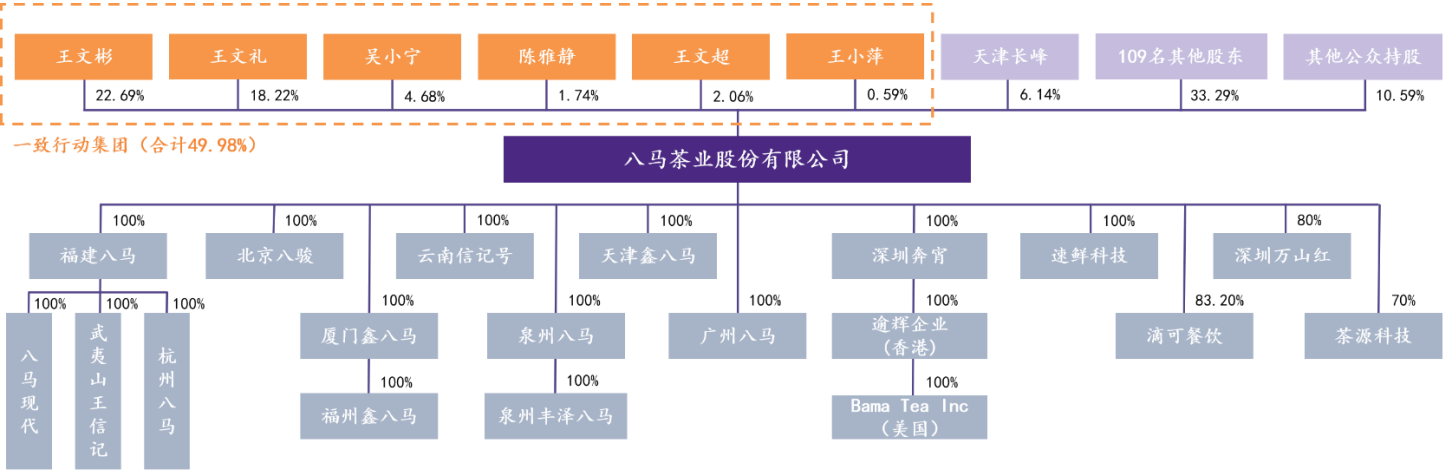 王文彬
王文礼
吴小宁
陈雅静
王文超
王小萍
天津长峰
109名其他股东
其他公众持股
22.69%
18.22%
4.68%
1.74%
2.06%
0.59%
6.14%
33.29%
10.59%
一致行动集团（合计49.98%）
八马茶业股份有限公司
100%
100%
100%
100%
100%
100%
80%
福建八马
北京八骏
云南信记号
天津鑫八马
深圳奔宵
速鲜科技
深圳万山红
100%
100%
100%
100%
100%
100%
100%
83.20%
70%
八马现代
武夷山王信记
杭州八马
厦门鑫八马
泉州八马
广州八马
逾辉企业
(香港)
滴可餐饮
茶源科技
100%
100%
100%
福州鑫八马
泉州丰泽八马
Bama Tea Inc
（美国）